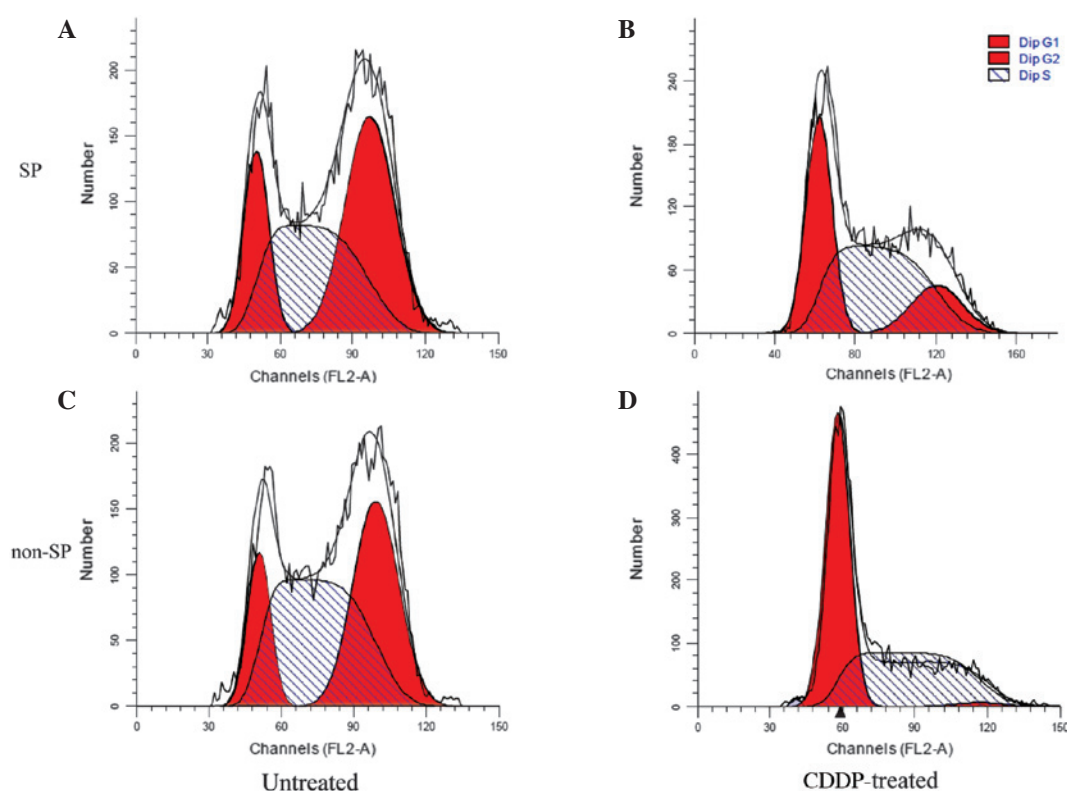 A
B
200
150
100
50
0
Number
0 30 60 90 120 150
Channels (FL2-A)
SP
240
180
120
60
0
Number
0 40 80 120 160
Channels (FL2-A)
Dip G1
Dip G2
Dip S
C
D
200
150
100
50
0
Number
0 30 60 90 120 150
Channels (FL2-A)
non-SP
400
300
200
100
0
Number
0 30 60 90 120 150
Channels (FL2-A)
Untreated
CDDP-treated